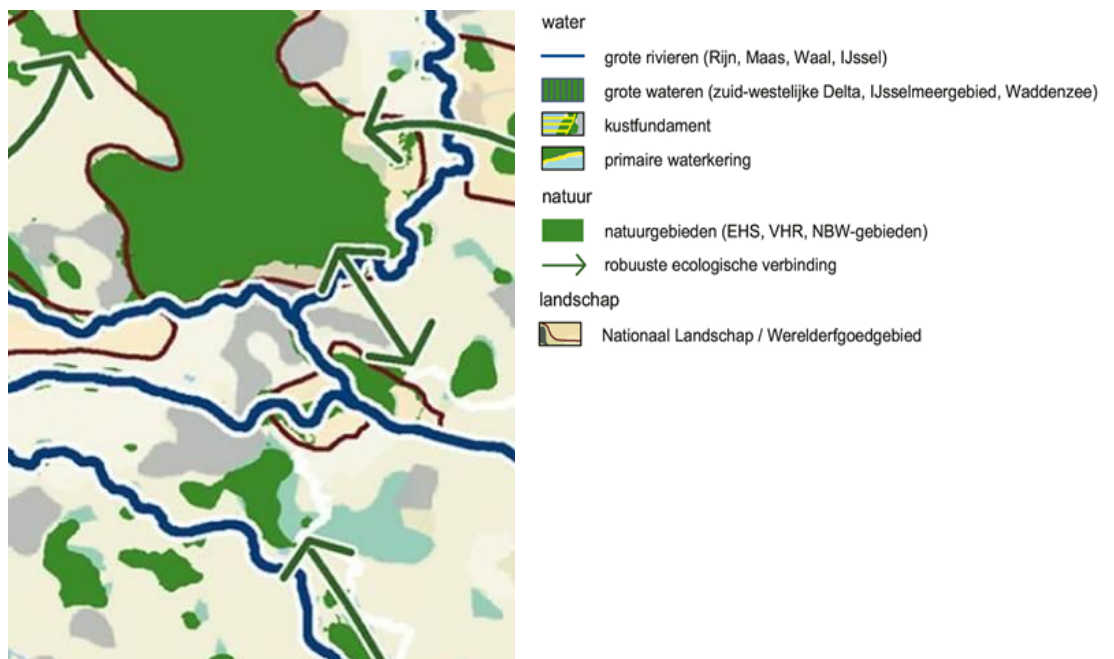 water
grote rivieren (Rijn, Maas, Waal, IJssel)
grote wateren (zuid-westelijke Delta, IJsselmeergebied, Waddenzee)
kustfundament
primaire waterkering
natuur
natuurgebieden (EHS, VHR, NBW-gebieden)
robuuste ecologische verbinding
landschap
Nationaal Landschap / Werelderfgoedgebied